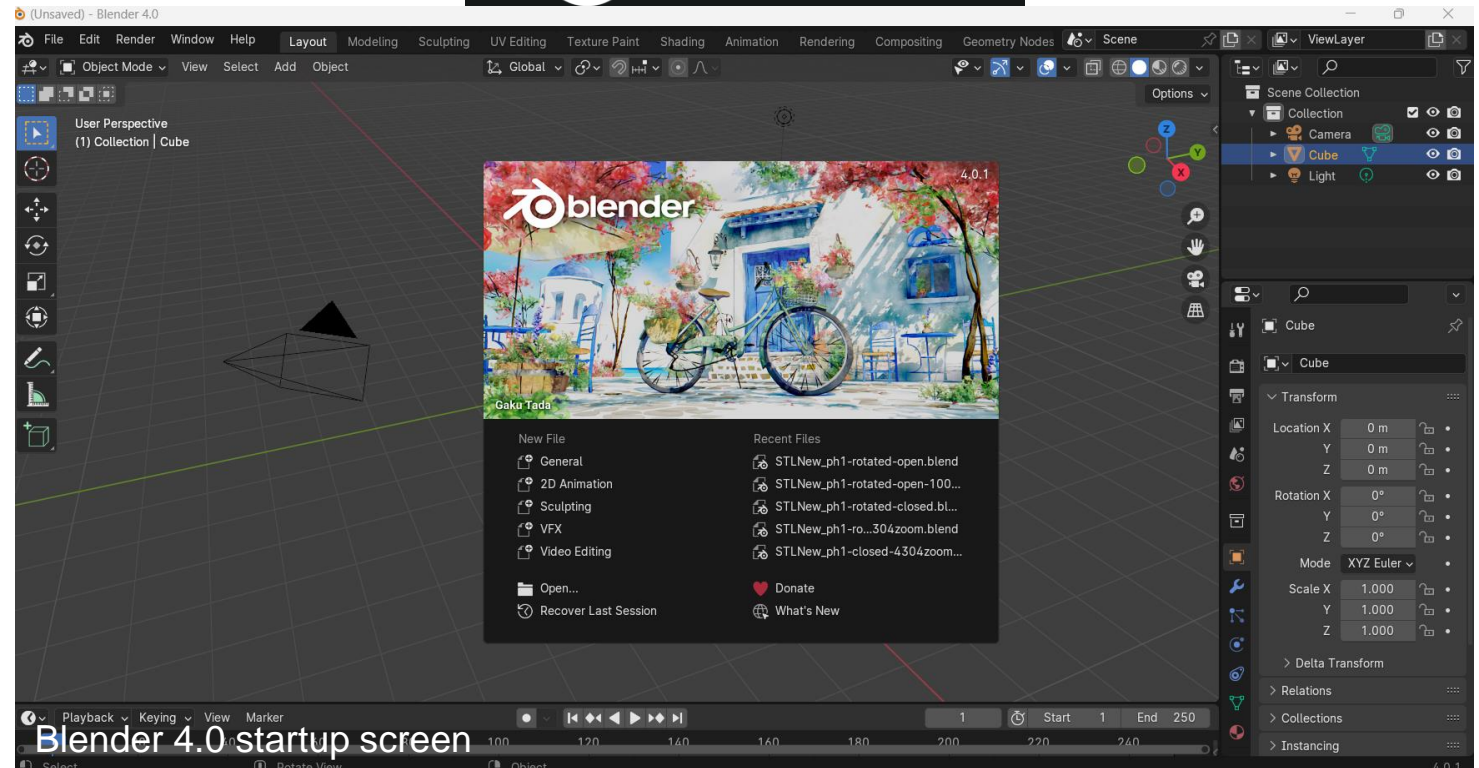 (Unsaved) - Blender 4.0
File Edit Render Window Help Layout Modeling Sculpting UV Editing Texture Paint Shading Animation Rendering Compositing Geometry Nodes Scene ViewLayer
Object Mode View Select Add Object Global
Options
User Perspective
(1) Collection | Cube
Z
Y
X
blender
4.0.1
Gaku Tada
New File
General
2D Animation
Sculpting
VFX
Video Editing
Open...
Recover Last Session
Recent Files
STLNew_ph1-rotated-open.blend
STLNew_ph1-rotated-open-100...
STLNew_ph1-rotated-closed.bl...
STLNew_ph1-ro...304zoom.blend
STLNew_ph1-closed-4304zoom...
Donate
What's New
Scene Collection
Collection
Camera
Cube
Light
Cube
Cube
Transform
Location X 0 m
Y 0 m
Z 0 m
Rotation X 0°
Y 0°
Z 0°
Mode XYZ Euler
Scale X 1.000
Y 1.000
Z 1.000
Delta Transform
Relations
Collections
Instancing
Playback Keying View Marker 1 Start 1 End 250
Blender 4.0 startup screen
100 120 140 160 180 200 220 240
Select Rotate View Object 4.0.1